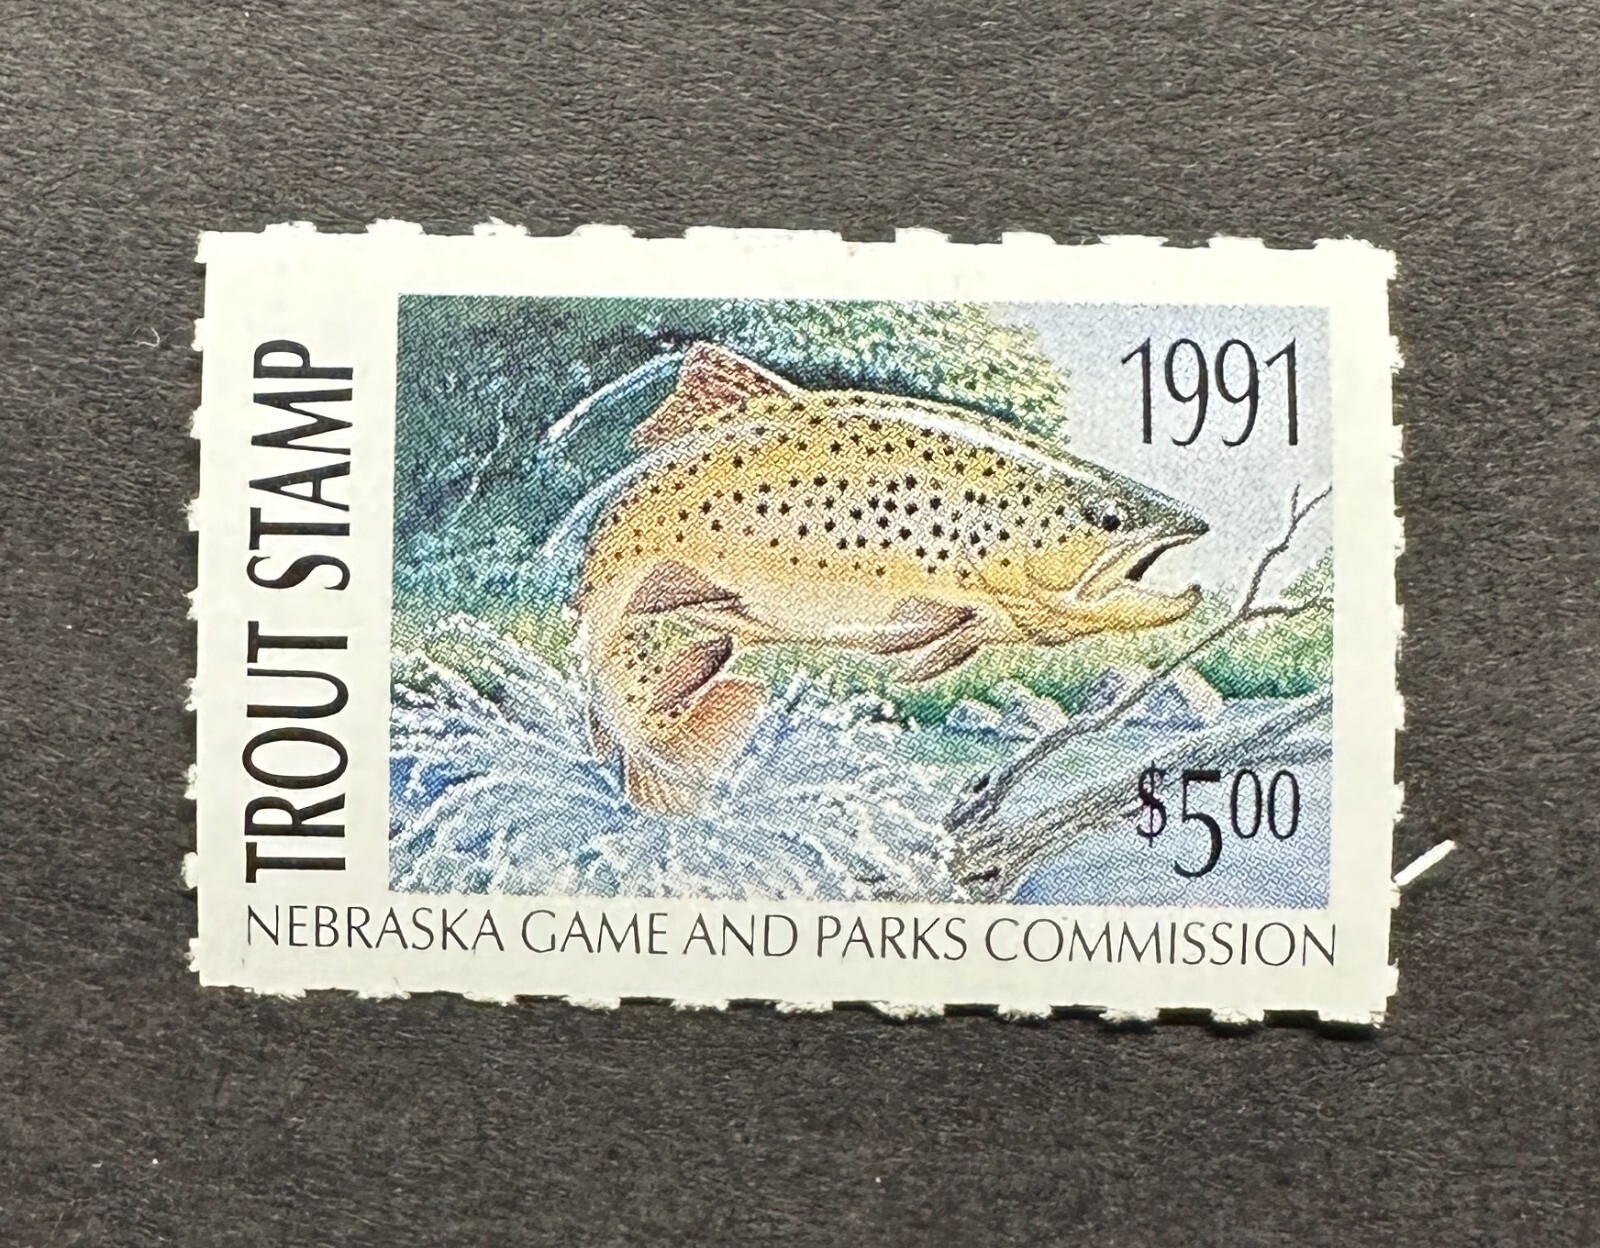 TROUT STAMP
1991
$5.00
NEBRASKA GAME AND PARKS COMMISSION